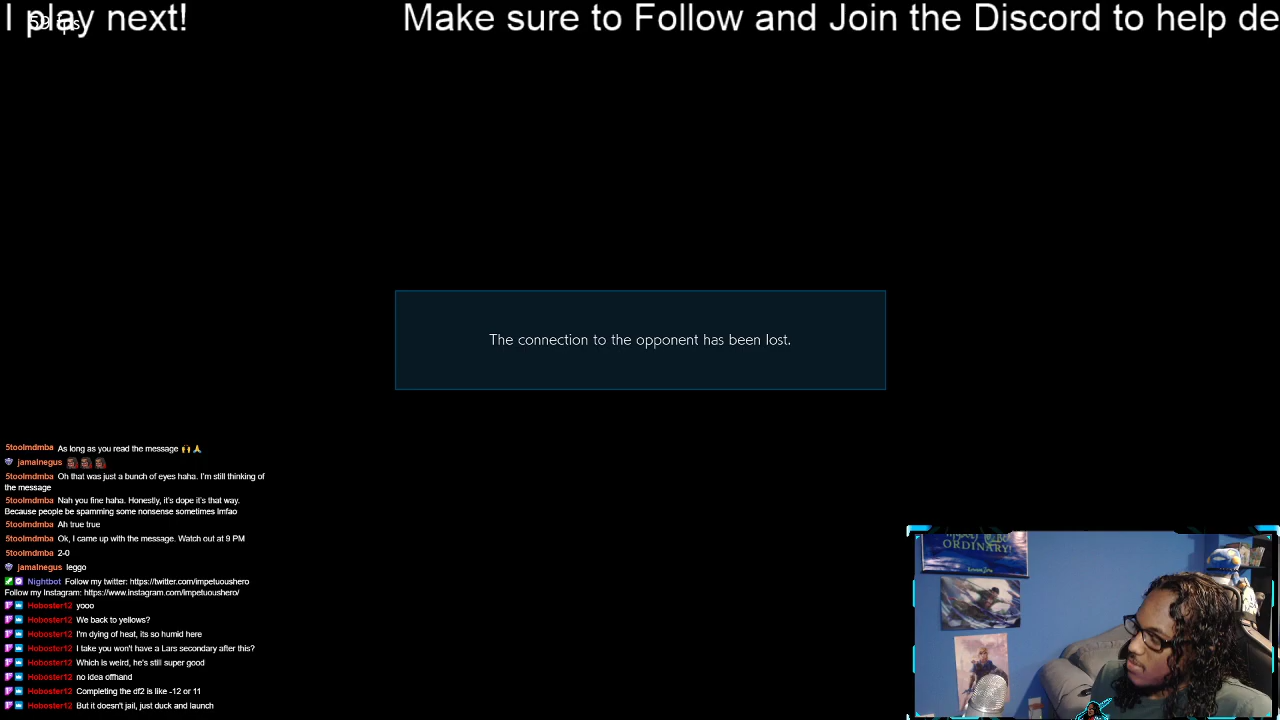 I play next!
Make sure to Follow and Join the Discord to help de
59
The connection to the opponent has been lost.
5toolmdmba As long as you read the message 🙌 🙏
jamalnegus
5toolmdmba Oh that was just a bunch of eyes haha. I'm still thinking of
the message
5toolmdmba Nah you fine haha. Honestly, it's dope it's that way.
Because people be spamming some nonsense sometimes lmfao
5toolmdmba Ah true true
5toolmdmba Ok, I came up with the message. Watch out at 9 PM
5toolmdmba 2-0
jamalnegus leggo
Nightbot Follow my twitter: https://twitter.com/impetuoushero
Follow my Instagram: https://www.instagram.com/impetuoushero/
Hoboster12 yooo
Hoboster12 We back to yellows?
Hoboster12 I'm dying of heat, its so humid here
Hoboster12 I take you won't have a Lars secondary after this?
Hoboster12 Which is weird, he's still super good
Hoboster12 no idea offhand
Hoboster12 Completing the df2 is like -12 or 11
Hoboster12 But it doesn't jail, just duck and launch
ORDINARY!